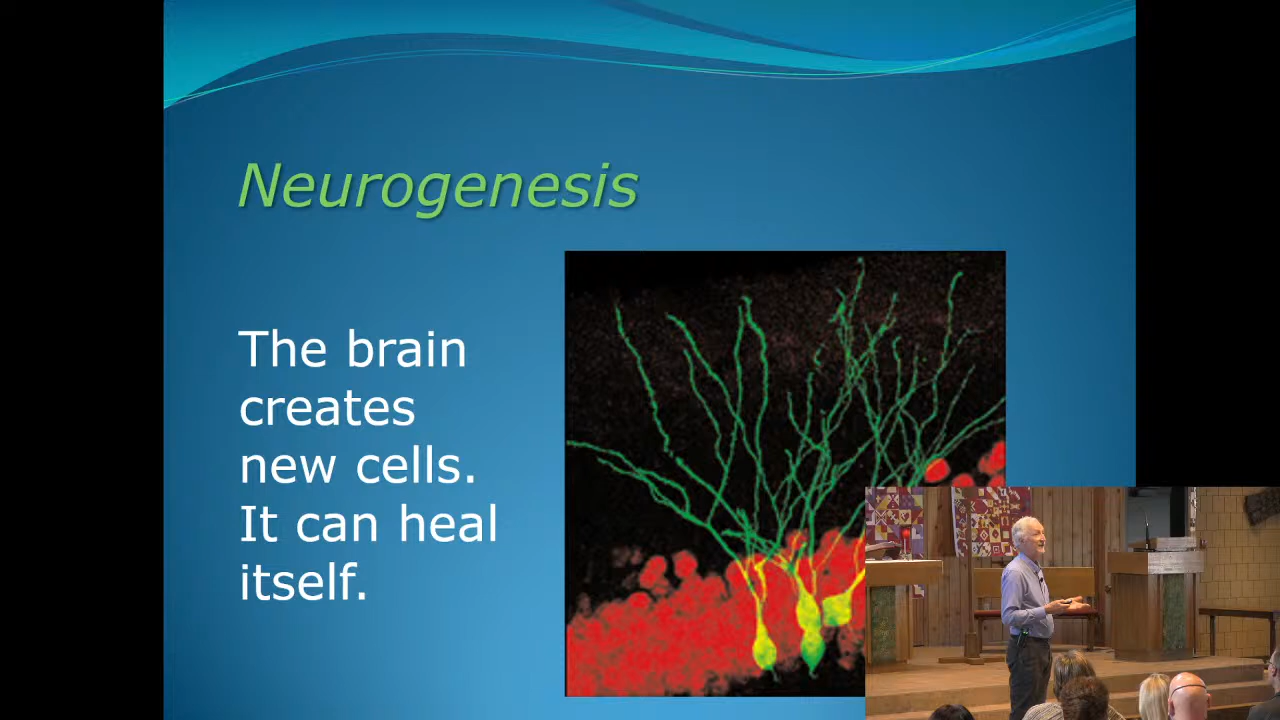 Neurogenesis
The brain
creates
new cells.
It can heal
itself.